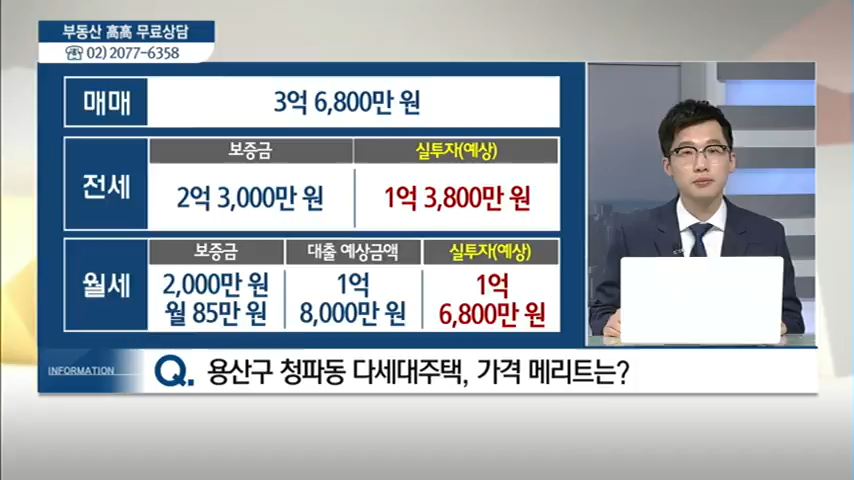 부동산 高高 무료상담
☎ 02) 2077-6358
매매
3억 6,800만 원
전세
보증금
실투자(예상)
2억 3,000만 원
1억 3,800만 원
월세
보증금
대출 예상금액
실투자(예상)
2,000만 원
월 85만 원
1억
8,000만 원
1억
6,800만 원
INFORMATION
Q. 용산구 청파동 다세대주택, 가격 메리트는?